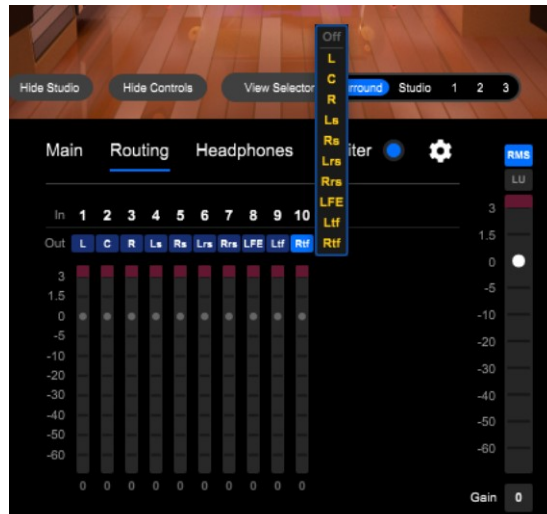 Off
L
C
R
Ls
Rs
Lrs
Rrs
LFE
Ltf
Rtf
Hide Studio Hide Controls View Selector rround Studio 1 2 3
Main Routing Headphones iter
RMS
LU
In 1 2 3 4 5 6 7 8 9 10
Out L C R Ls Rs Lrs Rrs LFE Ltf Rtf
3
1.5
0
-5
-10
-20
-30
-40
-50
-60
0 0 0 0 0 0 0 0 0 0
3
1.5
0
-5
-10
-20
-30
-40
-50
-60
Gain 0